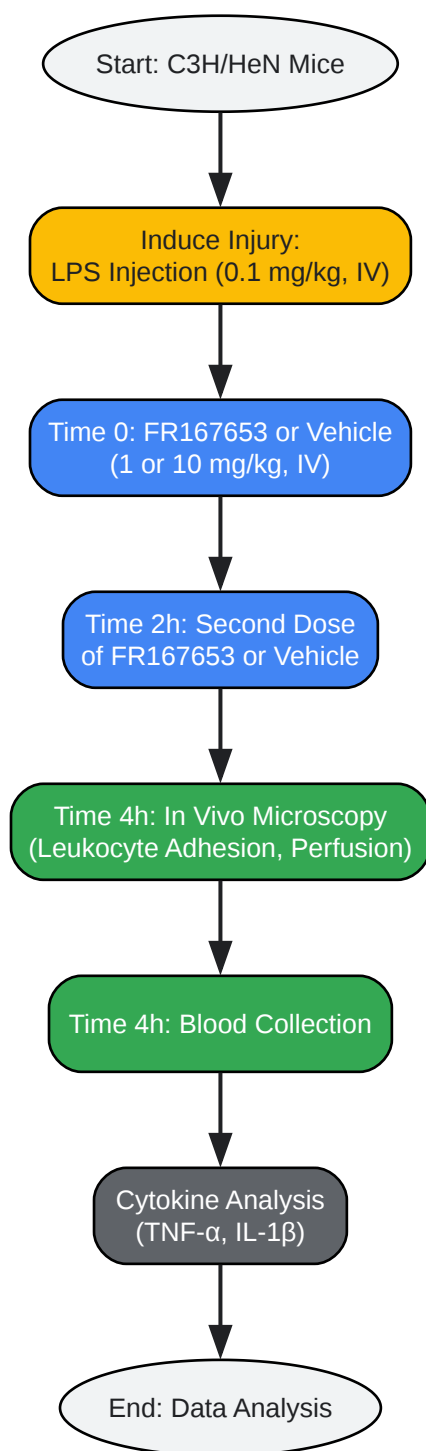 Start: C3H/HeN Mice
Induce Injury:
LPS Injection (0.1 mg/kg, IV)
Time 0: FR167653 or Vehicle
(1 or 10 mg/kg, IV)
Time 2h: Second Dose
of FR167653 or Vehicle
Time 4h: In Vivo Microscopy
(Leukocyte Adhesion, Perfusion)
Time 4h: Blood Collection
Cytokine Analysis
(TNF-α, IL-1β)
End: Data Analysis